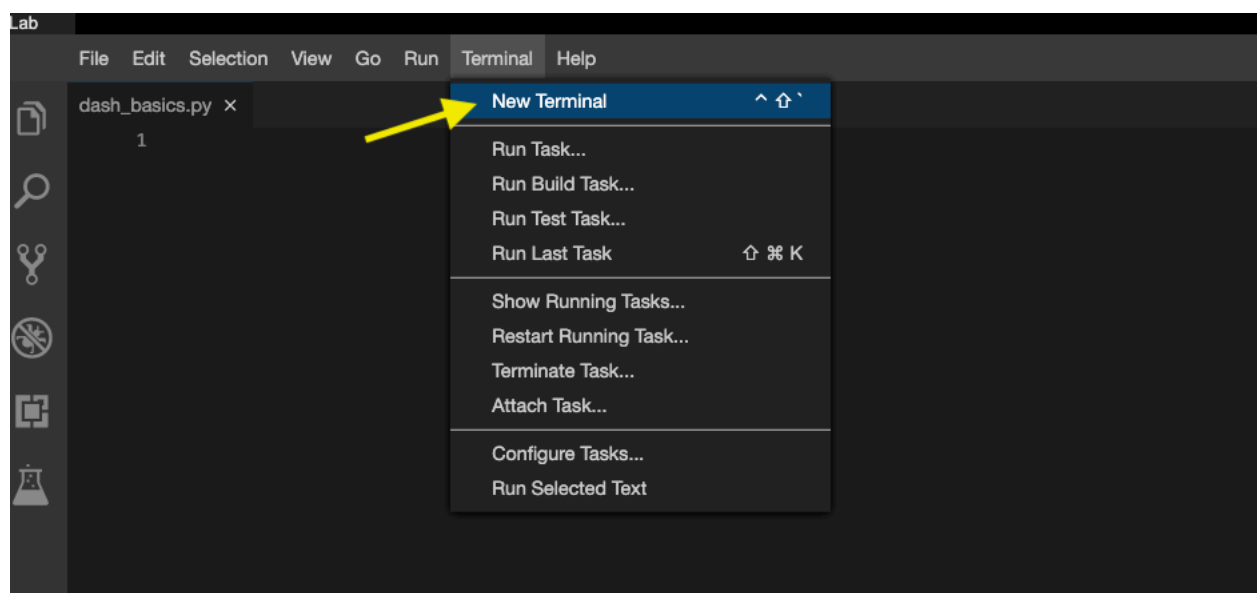 Lab
File Edit Selection View Go Run Terminal Help
dash_basics.py ×
1
New Terminal ^ ⇧ `
Run Task...
Run Build Task...
Run Test Task...
Run Last Task ⇧ ⌘ K
Show Running Tasks...
Restart Running Task...
Terminate Task...
Attach Task...
Configure Tasks...
Run Selected Text